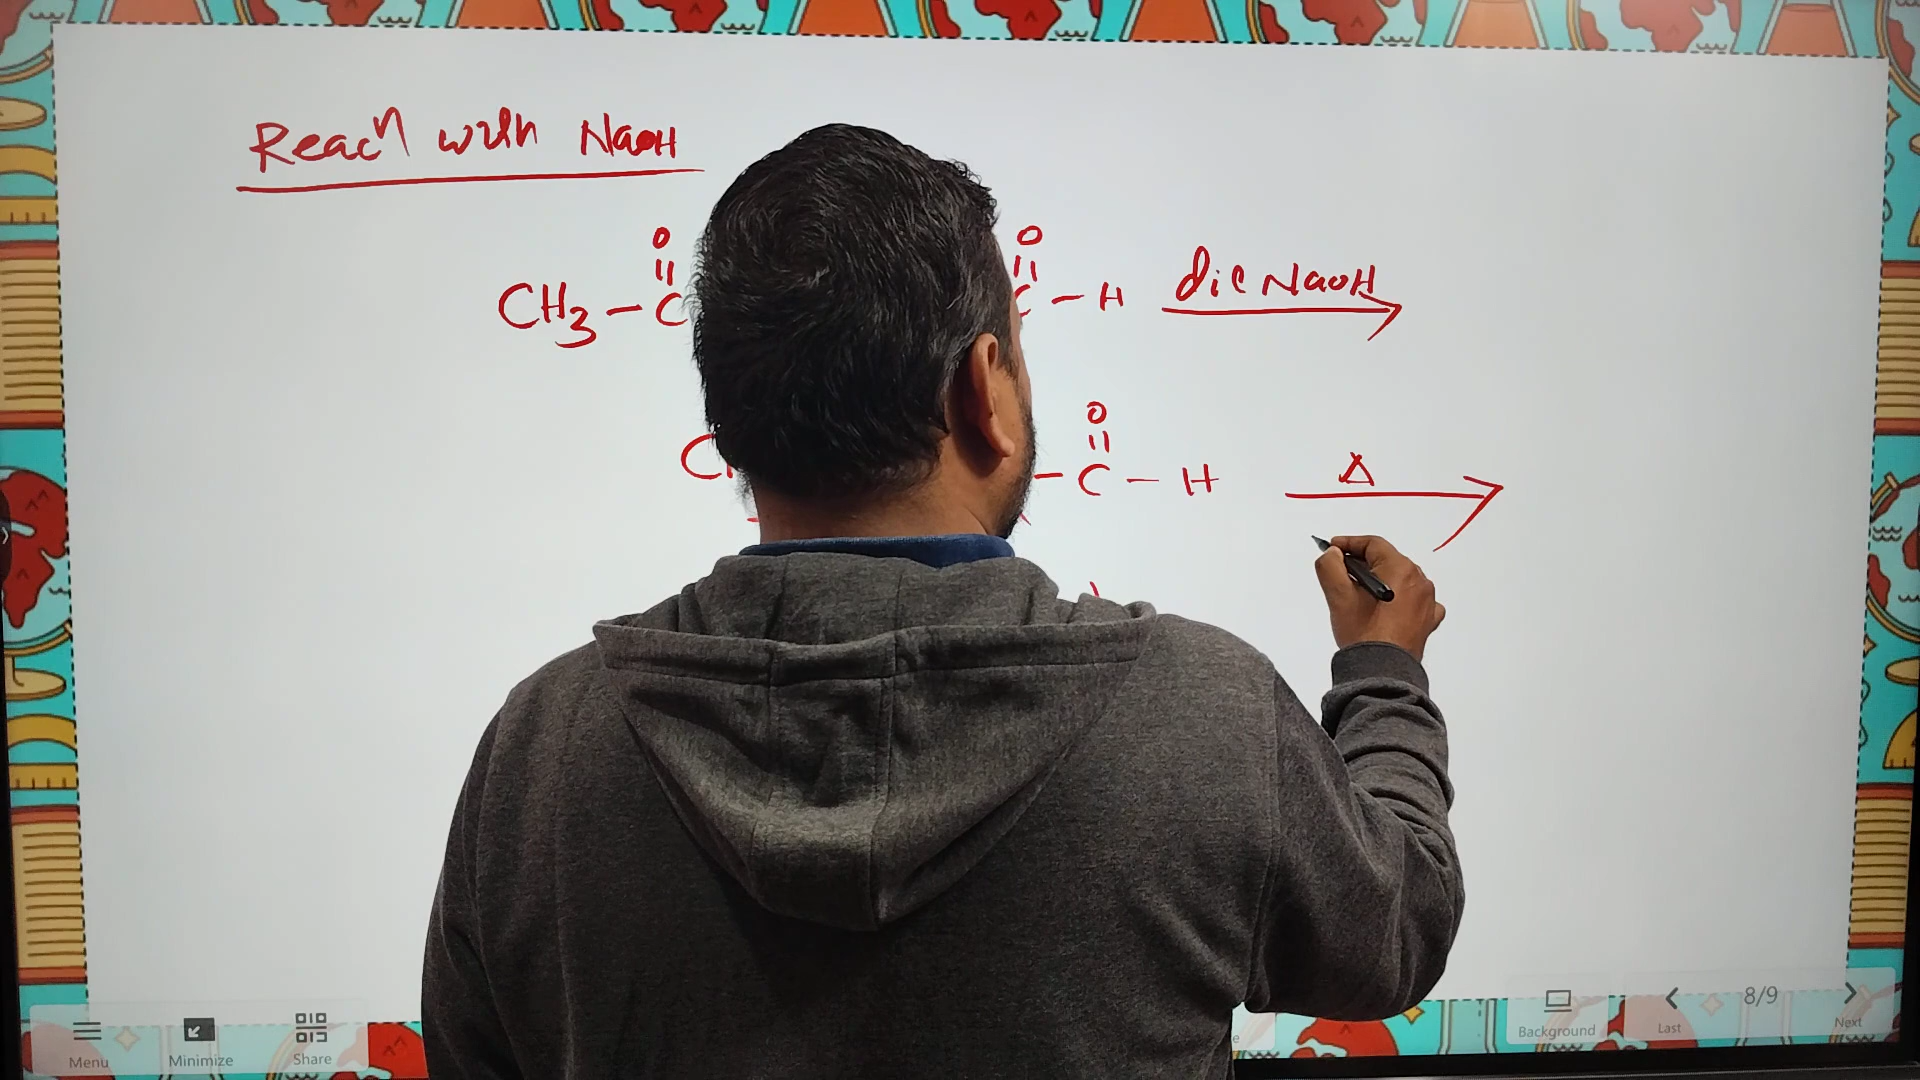 Reacn with NaOH
O O
|| ||
CH3 - C C - H dil NaOH
O
||
- C - H Δ
8/9
Menu Minimize Share Background Last Next